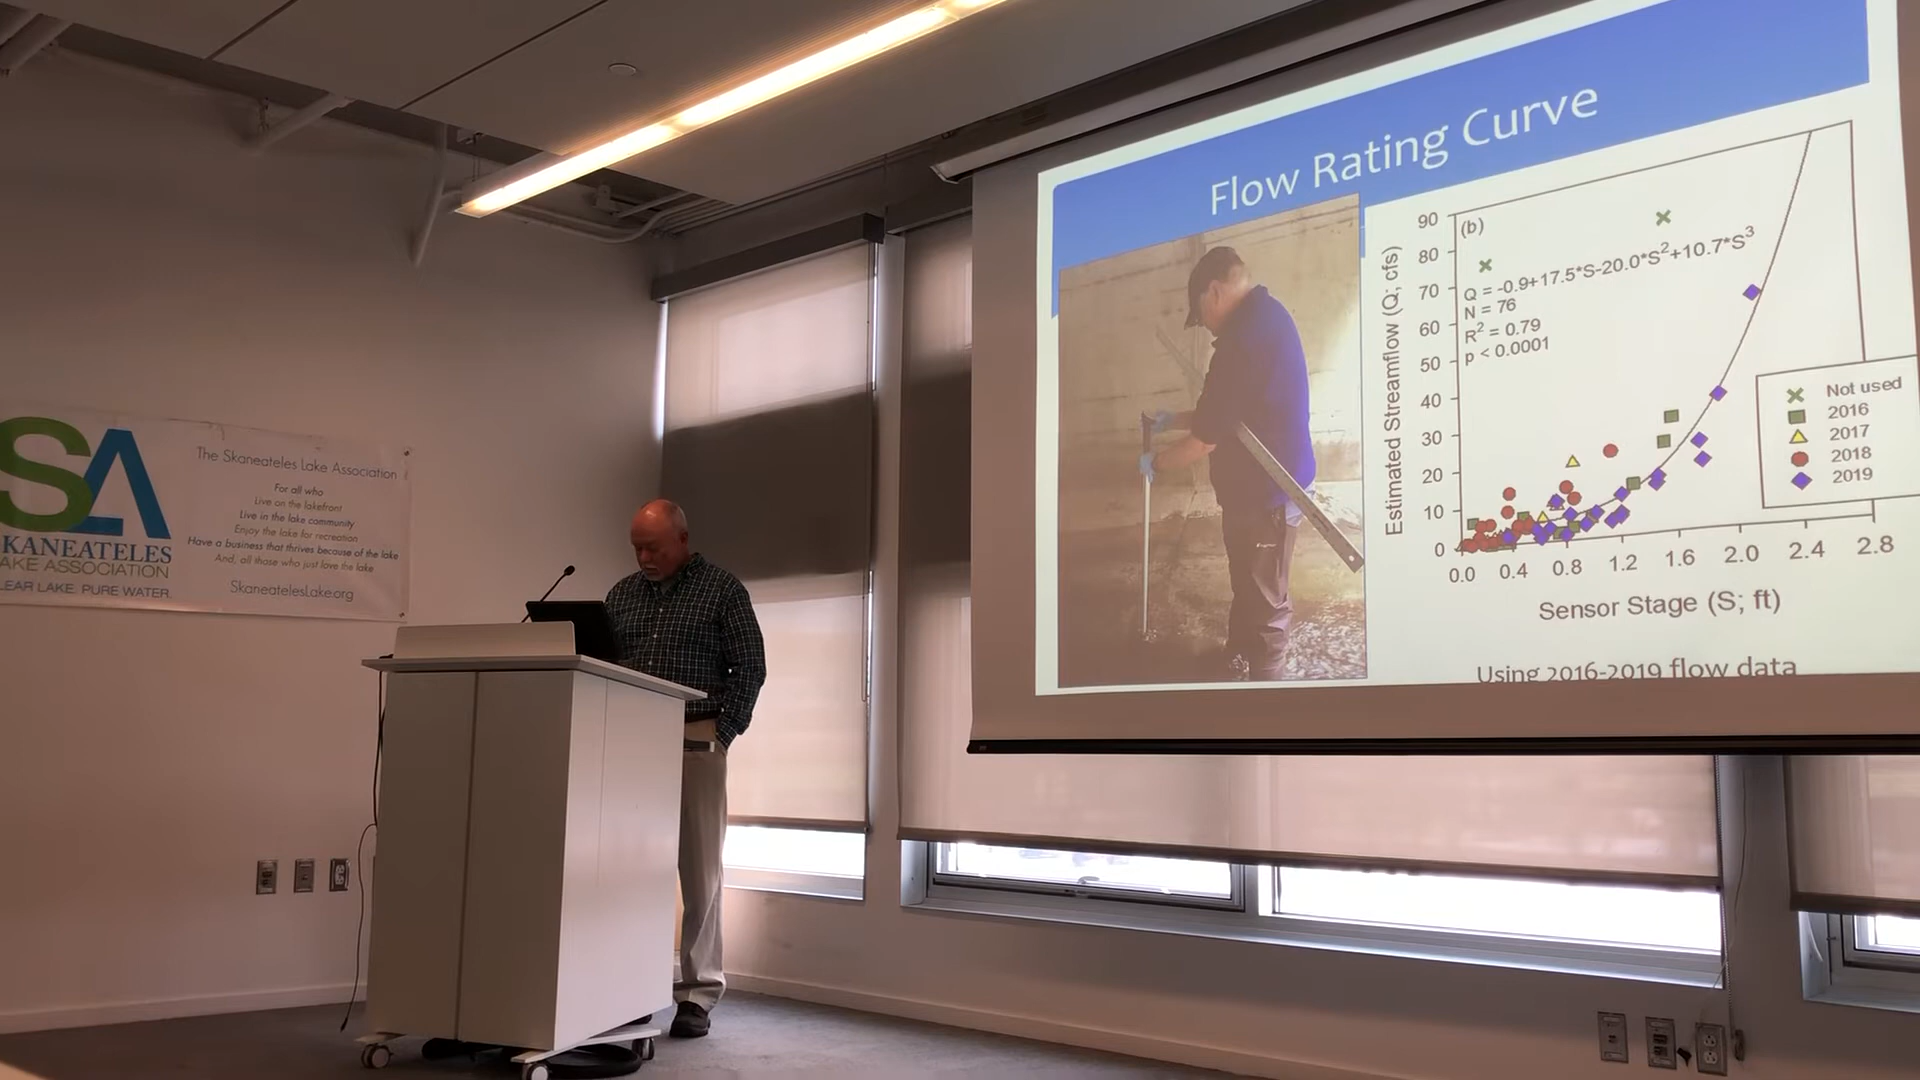 SLA
KANEATELES
AKE ASSOCIATION
LEAR LAKE. PURE WATER.
The Skaneateles Lake Association
For all who
Live on the lakefront
Live in the lake community
Enjoy the lake for recreation
Have a business that thrives because of the lake
And, all those who just love the lake
SkaneatelesLake.org
Flow Rating Curve
(b)
Q = -0.9+17.5*S-20.0*S²+10.7*S³
N = 76
R² = 0.79
p < 0.0001
Estimated Streamflow (Q; cfs)
90
80
70
60
50
40
30
20
10
0
0.0 0.4 0.8 1.2 1.6 2.0 2.4 2.8
Sensor Stage (S; ft)
Not used
2016
2017
2018
2019
Using 2016-2019 flow data